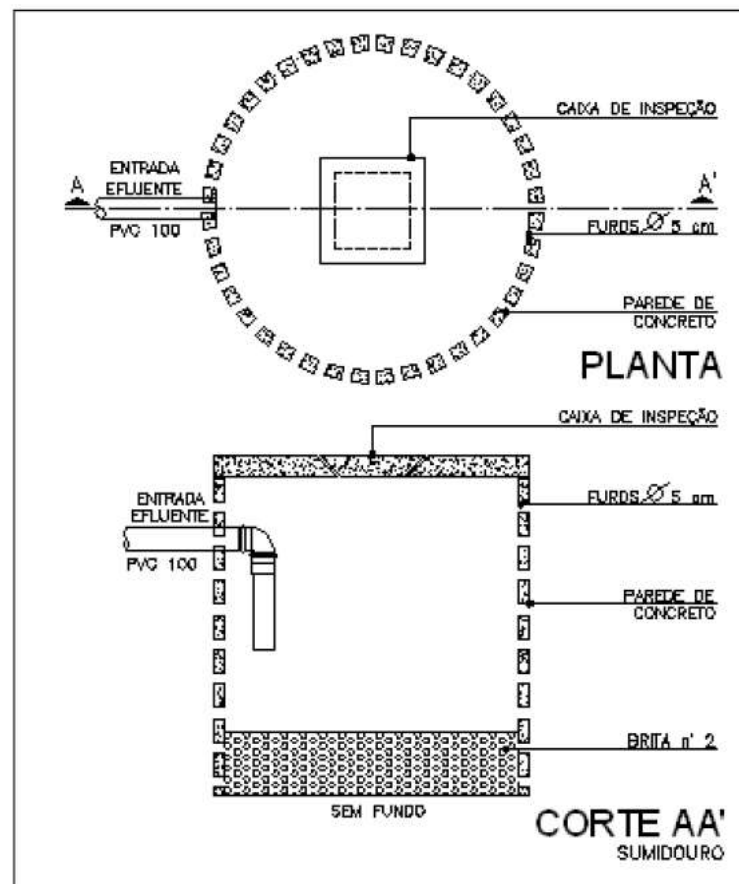 CAIXA DE INSPEÇÃO
ENTRADA
EFLUENTE
A
A'
PVC 100
FUROS Ø 5 cm
PAREDE DE
CONCRETO
PLANTA
CAIXA DE INSPEÇÃO
FUROS Ø 5 cm
ENTRADA
EFLUENTE
PVC 100
PAREDE DE
CONCRETO
BRITA n° 2
SEM FUNDO
CORTE AA'
SUMIDOURO